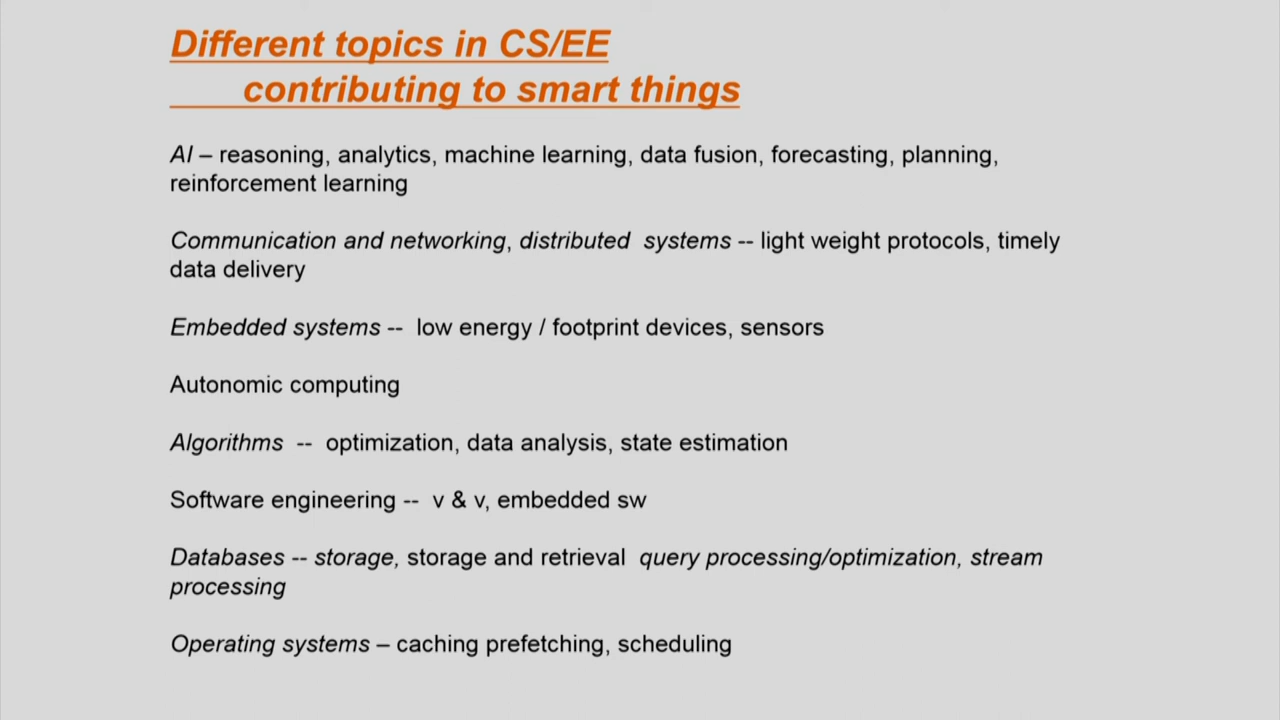 Different topics in CS/EE
contributing to smart things
AI – reasoning, analytics, machine learning, data fusion, forecasting, planning,
reinforcement learning
Communication and networking, distributed systems -- light weight protocols, timely
data delivery
Embedded systems -- low energy / footprint devices, sensors
Autonomic computing
Algorithms -- optimization, data analysis, state estimation
Software engineering -- v & v, embedded sw
Databases -- storage, storage and retrieval query processing/optimization, stream
processing
Operating systems – caching prefetching, scheduling